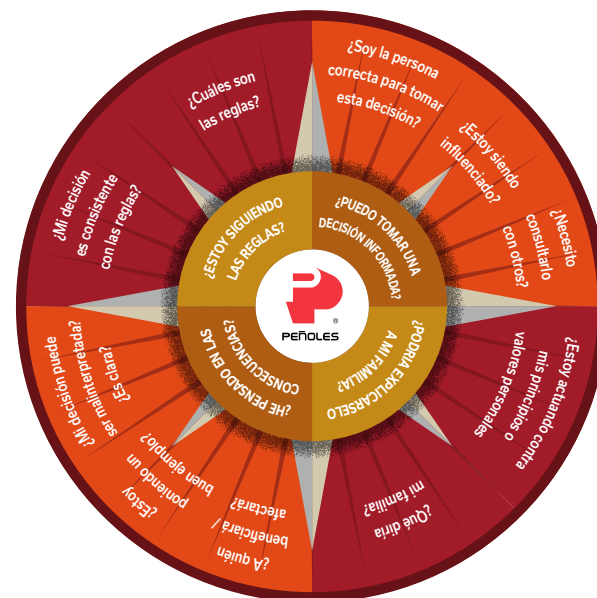 ¿Cuáles son
las reglas?
¿Mi decisión
es consistente
con las reglas?
¿ESTOY SIGUIENDO
LAS REGLAS?
¿Soy la persona
correcta para tomar
esta decisión?
¿Estoy siendo
influenciado?
¿Necesito
consultarlo
con otros?
¿PUEDO TOMAR UNA
DECISIÓN INFORMADA?
PEÑOLES
®
¿PODRÍA EXPLICÁRSELO
A MI FAMILIA?
¿Estoy actuando contra
mis principios o
valores personales
¿Qué diría
mi familia?
¿HE PENSADO EN LAS
CONSECUENCIAS?
¿A quién
beneficiará /
afectará?
¿Estoy
poniendo un
buen ejemplo?
¿Mi decisión puede
ser malinterpretada?
¿Es clara?